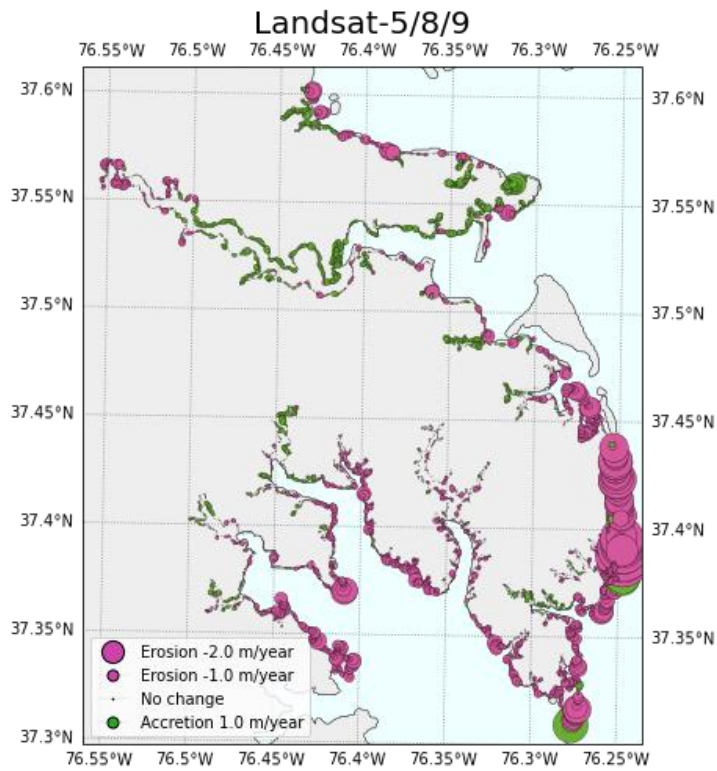 Landsat-5/8/9
76.55°W 76.5°W 76.45°W 76.4°W 76.35°W 76.3°W 76.25°W
37.6°N 37.6°N
37.55°N 37.55°N
37.5°N 37.5°N
37.45°N 37.45°N
37.4°N 37.4°N
37.35°N 37.35°N
Erosion -2.0 m/year
Erosion -1.0 m/year
No change
Accretion 1.0 m/year
37.3°N
76.55°W 76.5°W 76.45°W 76.4°W 76.35°W 76.3°W 76.25°W